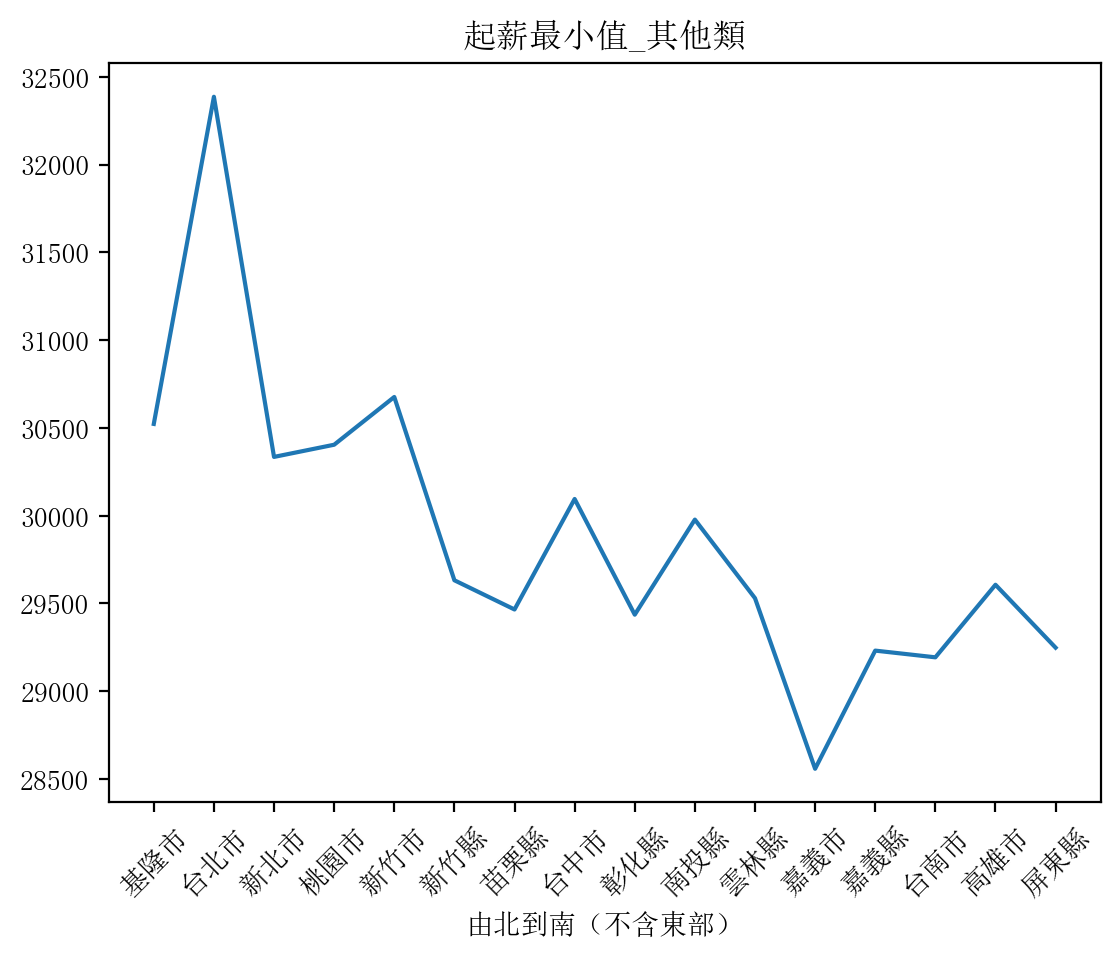 起薪最小值_其他類
32500
32000
31500
31000
30500
30000
29500
29000
28500
基隆市
台北市
新北市
桃園市
新竹市
新竹縣
苗栗縣
台中市
彰化縣
南投縣
雲林縣
嘉義市
嘉義縣
台南市
高雄市
屏東縣
由北到南（不含東部）